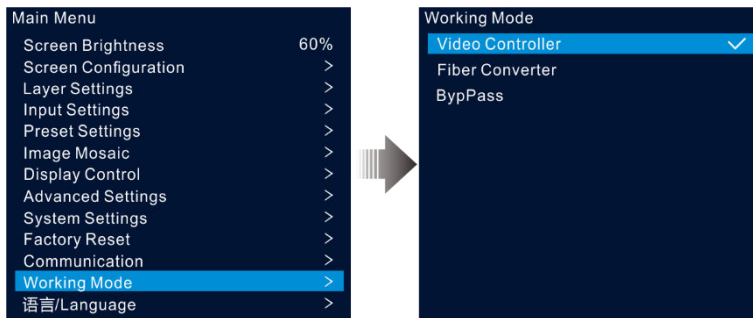 Main Menu
Screen Brightness 60%
Screen Configuration >
Layer Settings >
Input Settings >
Preset Settings >
Image Mosaic >
Display Control >
Advanced Settings >
System Settings >
Factory Reset >
Communication >
Working Mode >
语言/Language >
Working Mode
Video Controller ✓
Fiber Converter
BypPass